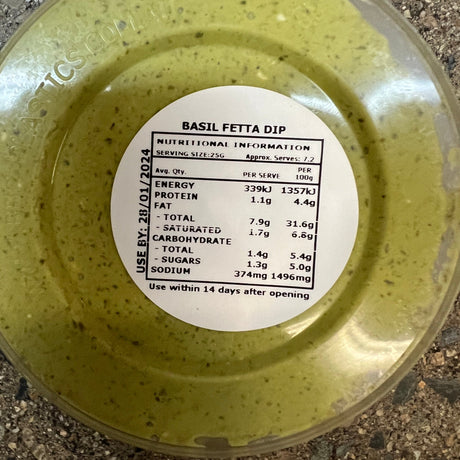 BASIL FETTA DIP
NUTRITIONAL INFORMATION
SERVING SIZE:25G Approx. Serves: 7.2
Avg. Qty. PER SERVE PER 100g
ENERGY 339kJ 1357kJ
PROTEIN 1.1g 4.4g
FAT
- TOTAL 7.9g 31.6g
- SATURATED 1.7g 6.8g
CARBOHYDRATE
- TOTAL 1.4g 5.4g
- SUGARS 1.3g 5.0g
SODIUM 374mg 1496mg
Use within 14 days after opening
USE BY: 28/01/2024